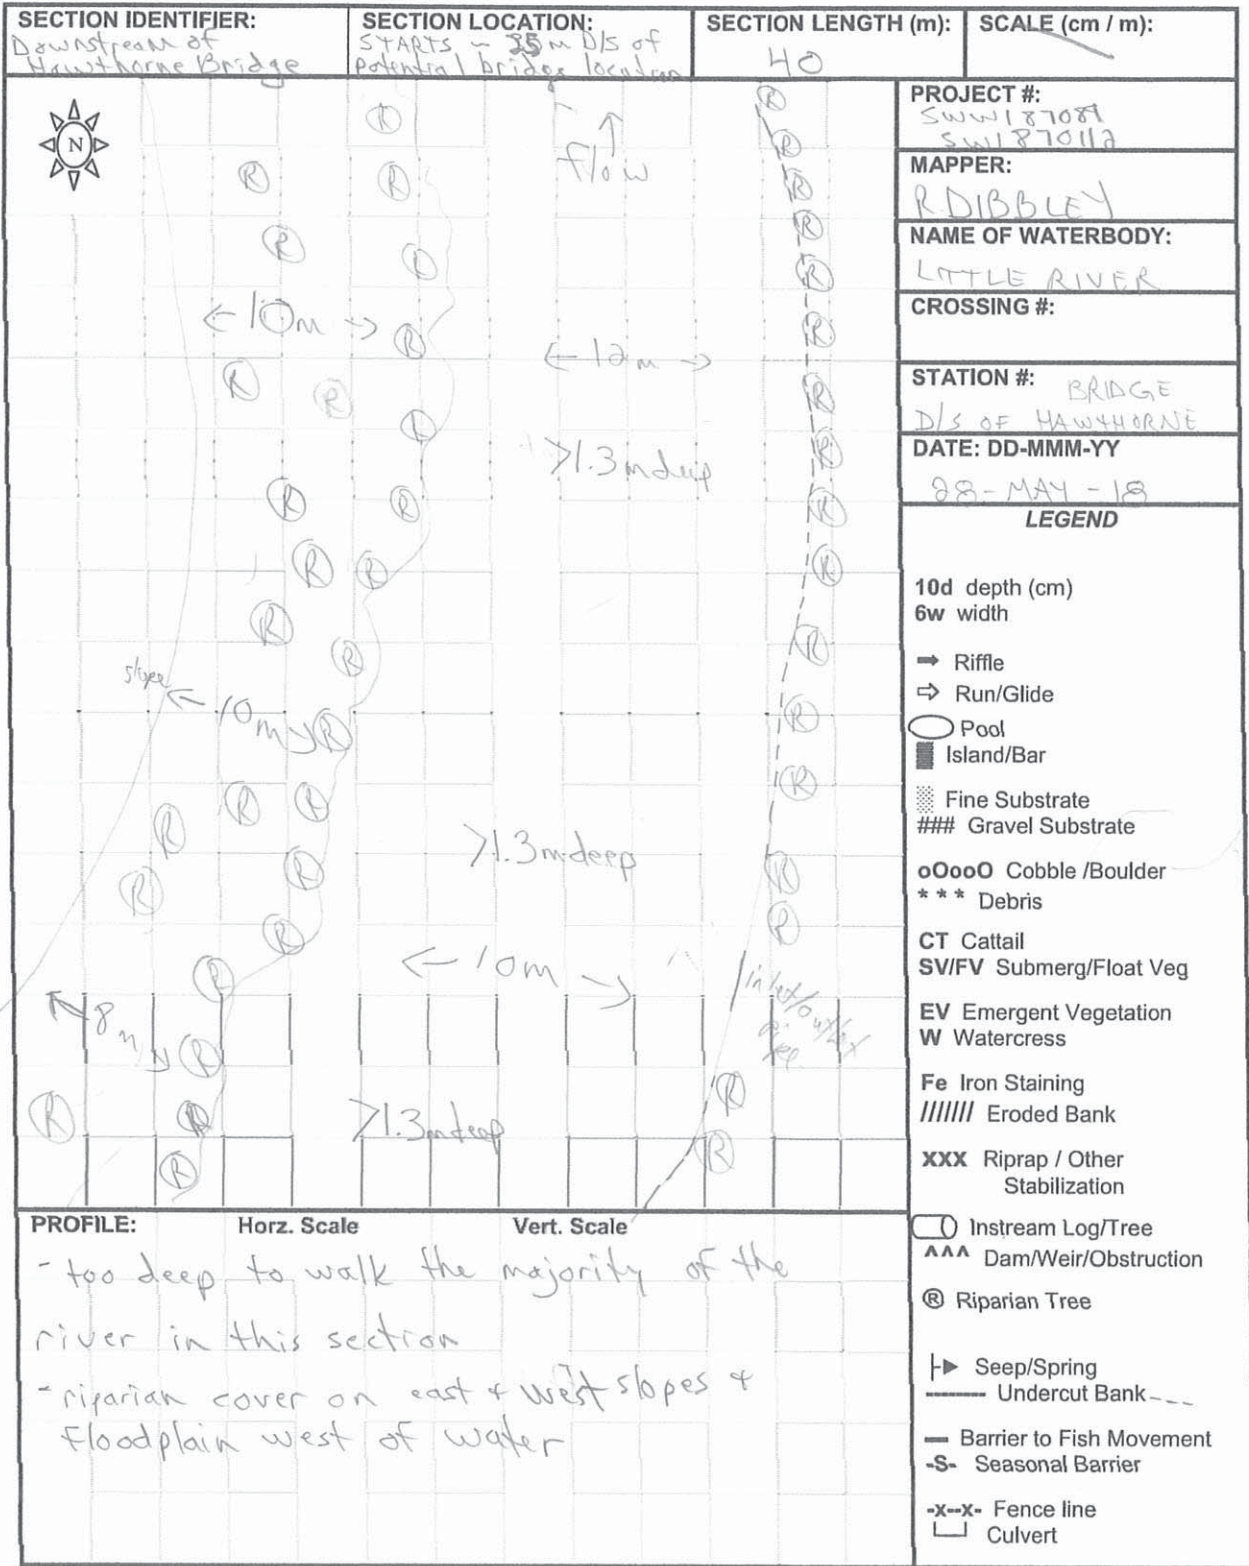 SECTION IDENTIFIER:
Downstream of
Hawthorne Bridge
SECTION LOCATION:
STARTS ~ 35m D/S of
potential bridge location
SECTION LENGTH (m):
40
SCALE (cm / m):
N
PROJECT #:
SWW187089
SW1870112
MAPPER:
R.DIBBLEY
NAME OF WATERBODY:
LITTLE RIVER
CROSSING #:
STATION #: BRIDGE
D/S OF HAWTHORNE
DATE: DD-MMM-YY
28-MAY-18
flow
10m
12m
>1.3m deep
slope
10m
>1.3m deep
10m
inlet/outlet
8m
>1.3m deep
LEGEND
10d depth (cm)
6w width
Riffle
Run/Glide
Pool
Island/Bar
Fine Substrate
### Gravel Substrate
oOooO Cobble /Boulder
* * * Debris
CT Cattail
SV/FV Submerg/Float Veg
EV Emergent Vegetation
W Watercress
Fe Iron Staining
/////// Eroded Bank
XXX Riprap / Other
Stabilization
Instream Log/Tree
^^^ Dam/Weir/Obstruction
® Riparian Tree
Seep/Spring
Undercut Bank
Barrier to Fish Movement
-S- Seasonal Barrier
-x--x- Fence line
Culvert
PROFILE: Horz. Scale Vert. Scale
- too deep to walk the majority of the
river in this section
- riparian cover on east + west slopes +
floodplain west of water